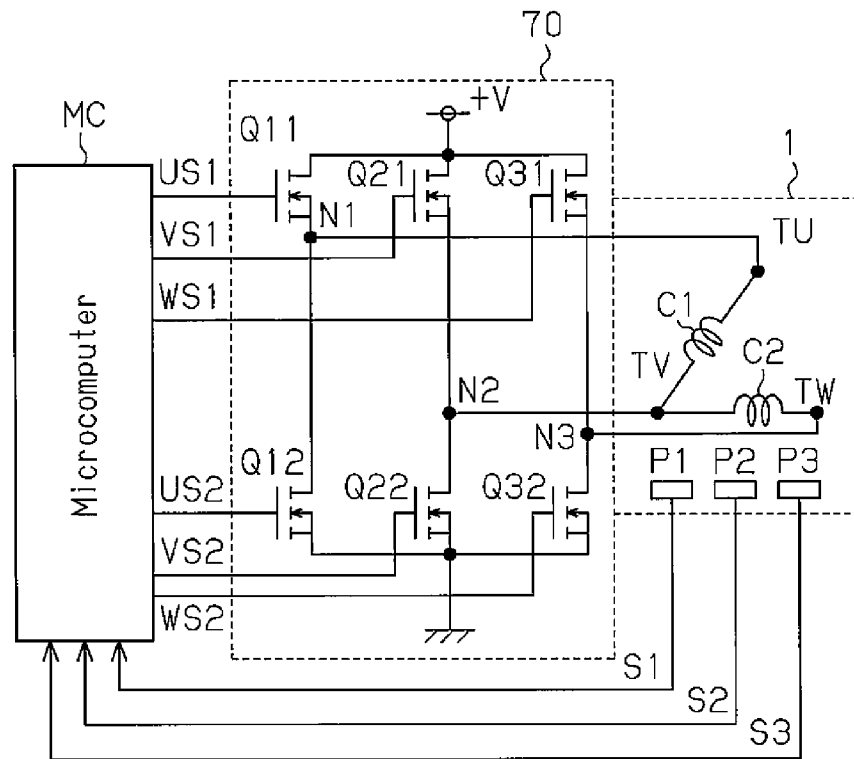 70
+V
MC
Q11
1
US1
Q21
Q31
TU
N1
VS1
C1
WS1
TV
C2
TW
N2
N3
Microcomputer
P1 P2 P3
Q12
Q22
Q32
US2
VS2
WS2
S1
S2
S3